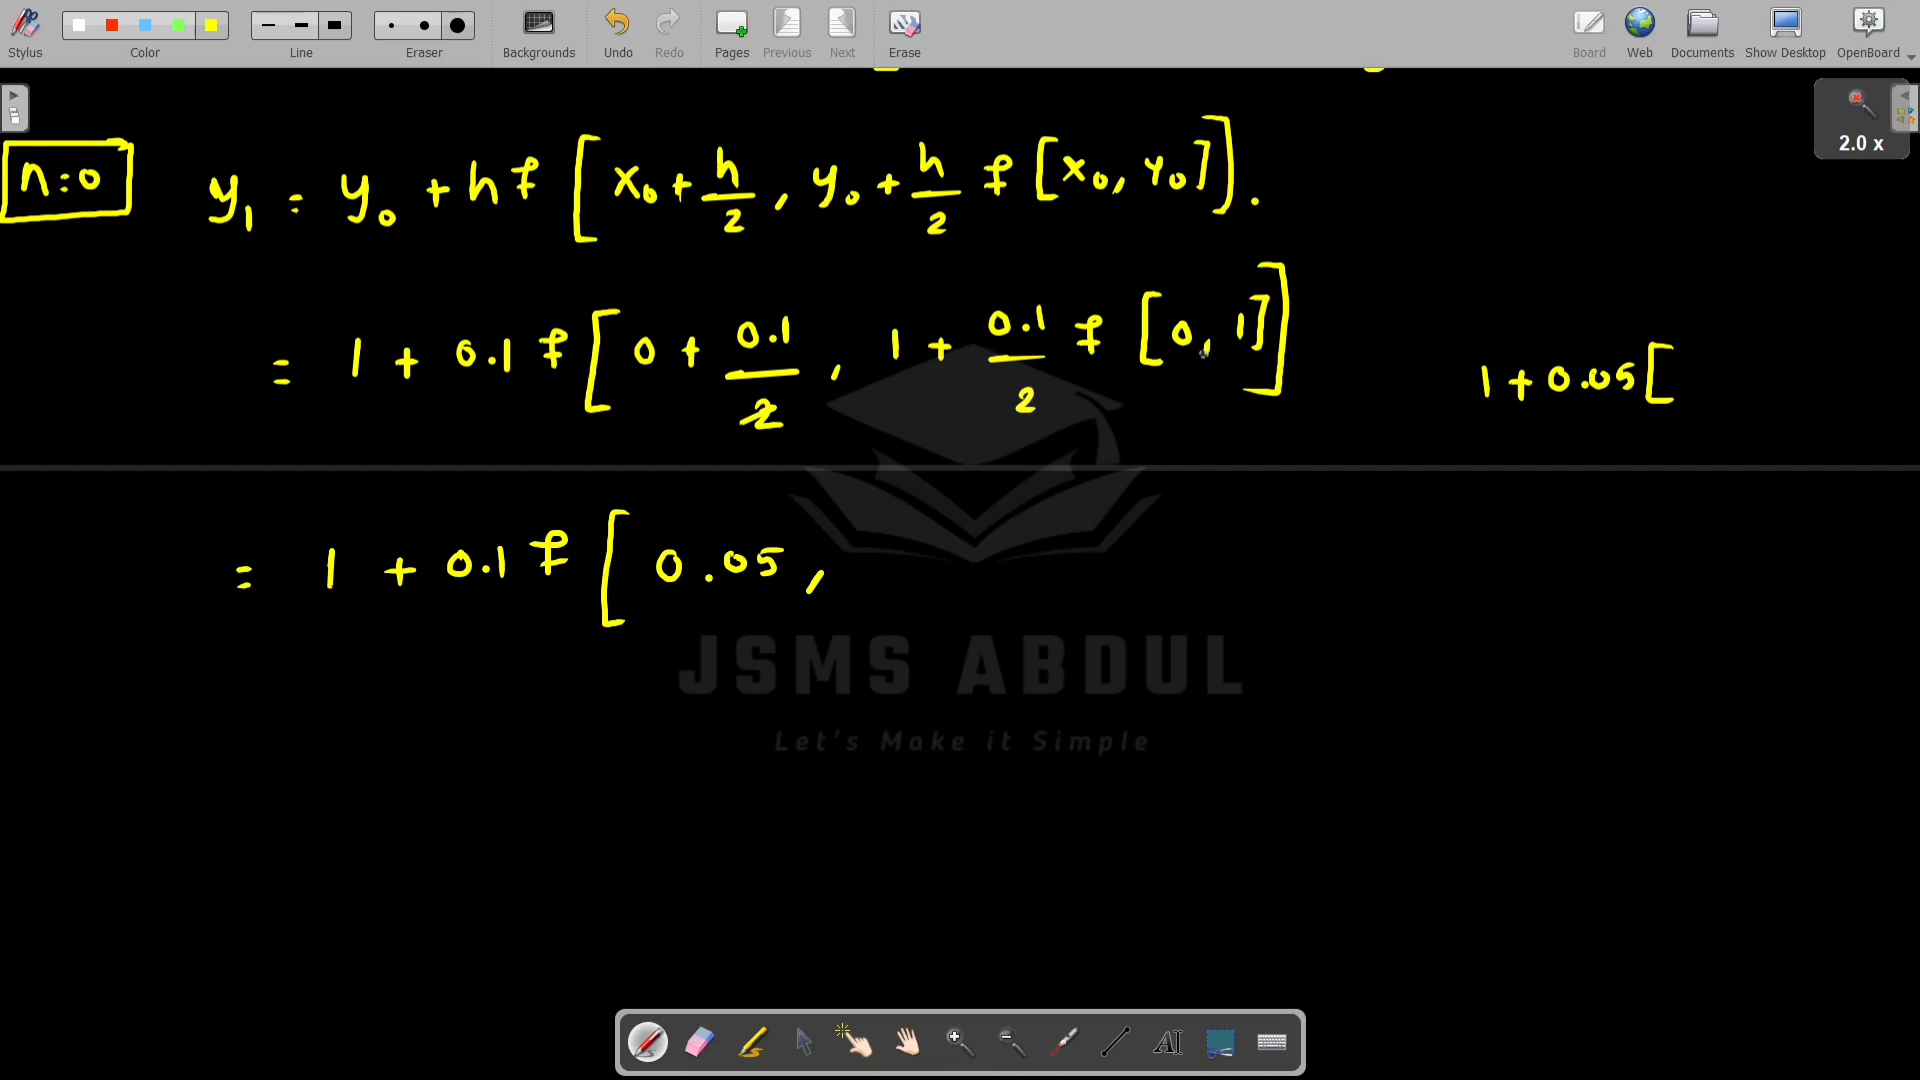 Stylus Color Line Eraser Backgrounds Undo Redo Pages Previous Next Erase Board Web Documents Show Desktop OpenBoard
2.0 x
n=0 y₁ = y₀ + h f [x₀ + h/2, y₀ + h/2 f [x₀, y₀]].
= 1 + 0.1 f [0 + 0.1/2, 1 + 0.1/2 f [0, 1]]
1 + 0.05 [
= 1 + 0.1 f [0.05,
JSMS ABDUL
Let's Make it Simple
AI